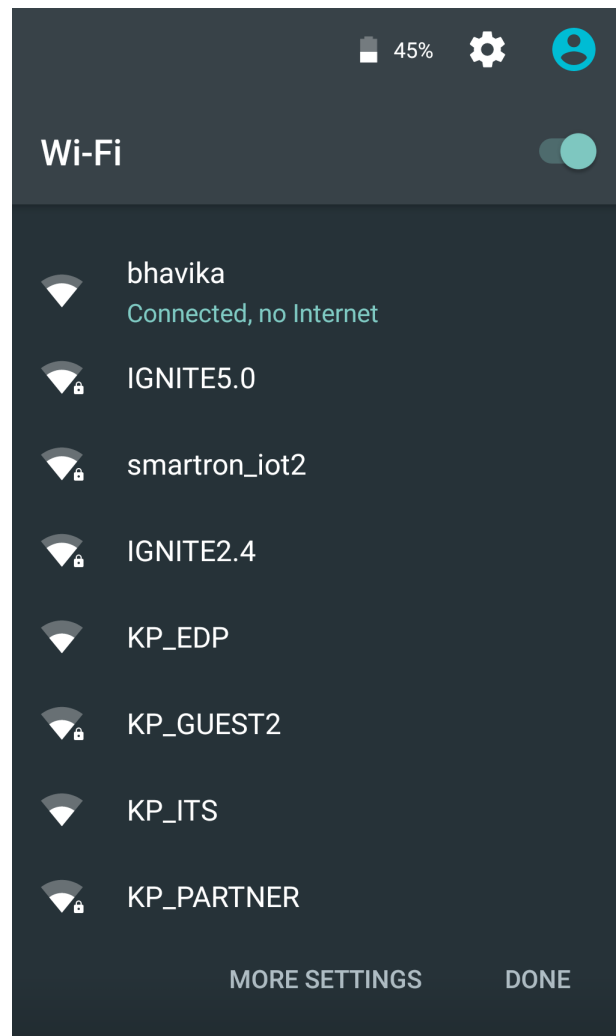 45%
Wi-Fi
bhavika
Connected, no Internet
IGNITE5.0
smartron_iot2
IGNITE2.4
KP_EDP
KP_GUEST2
KP_ITS
KP_PARTNER
MORE SETTINGS DONE